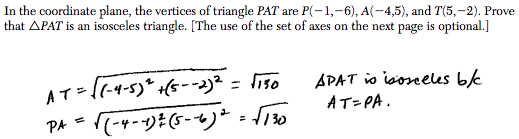 In the coordinate plane, the vertices of triangle PAT are P(−1,−6), A(−4,5), and T(5,−2). Prove
that △PAT is an isosceles triangle. [The use of the set of axes on the next page is optional.]
AT = √(-4-5)² + (5--2)² = √130
PA = √(-4--1)² + (5--6)² = √130
△PAT is isosceles b/c
AT=PA.